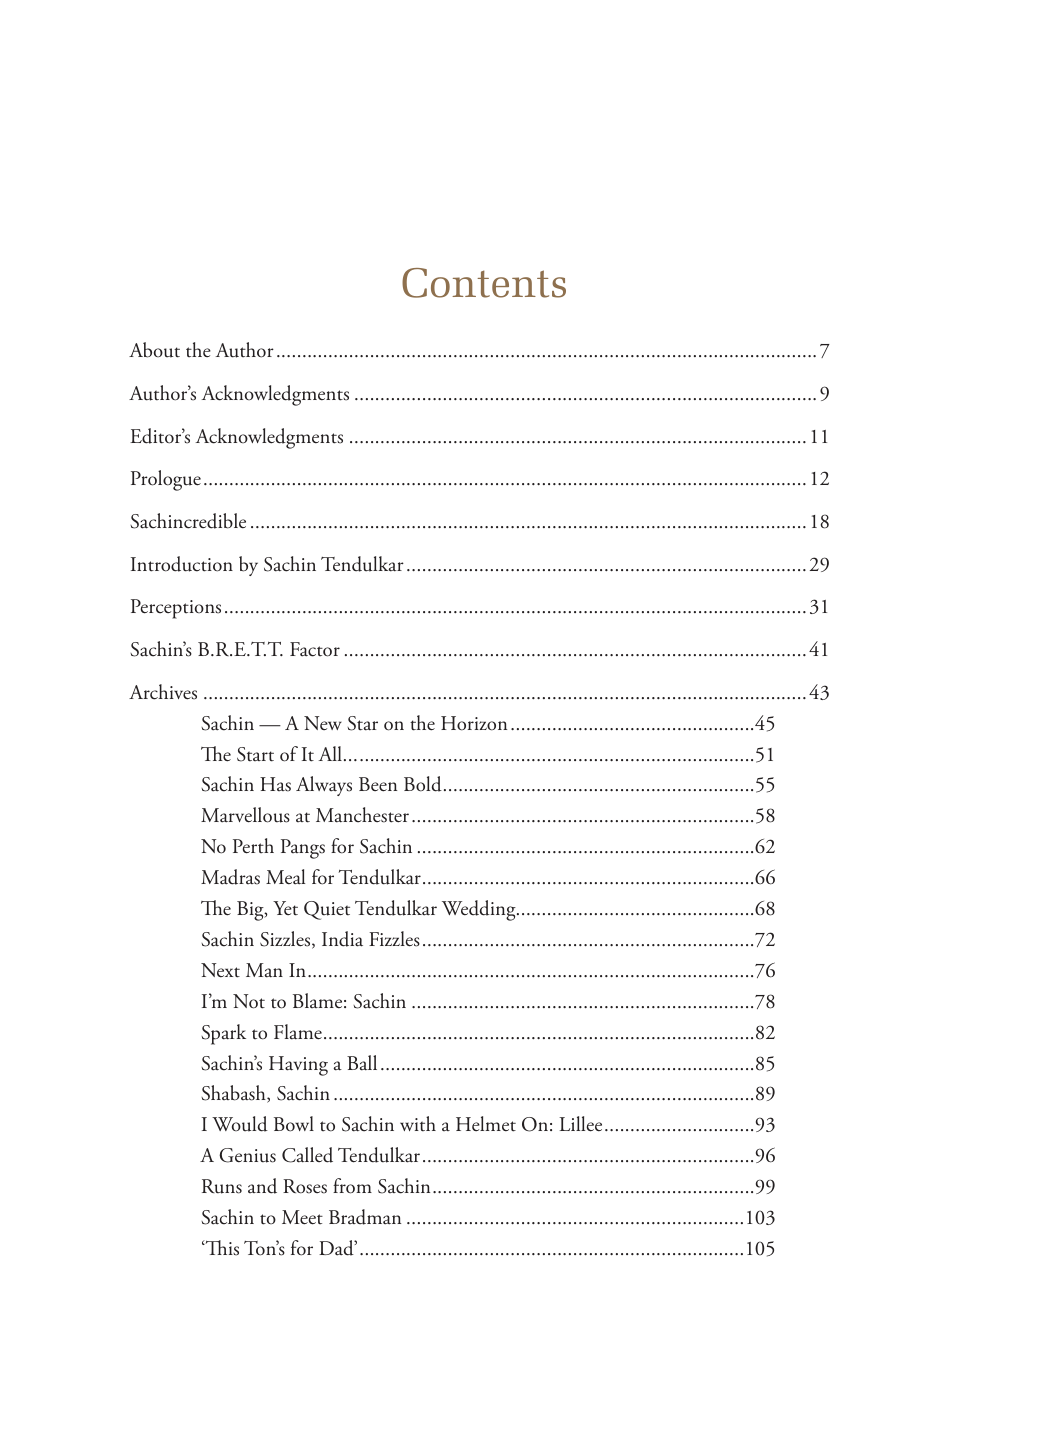 Contents
About the Author....................................................................................................7
Author's Acknowledgments ....................................................................................9
Editor's Acknowledgments ....................................................................................11
Prologue....................................................................................................12
Sachincredible....................................................................................................18
Introduction by Sachin Tendulkar....................................................................................29
Perceptions....................................................................................................31
Sachin's B.R.E.T.T. Factor ....................................................................................41
Archives ....................................................................................................43
Sachin — A New Star on the Horizon...............................................45
The Start of It All................................................................................51
Sachin Has Always Been Bold............................................................55
Marvellous at Manchester..................................................................58
No Perth Pangs for Sachin .................................................................62
Madras Meal for Tendulkar................................................................66
The Big, Yet Quiet Tendulkar Wedding..............................................68
Sachin Sizzles, India Fizzles................................................................72
Next Man In......................................................................................76
I'm Not to Blame: Sachin ..................................................................78
Spark to Flame...................................................................................82
Sachin's Having a Ball........................................................................85
Shabash, Sachin.................................................................................89
I Would Bowl to Sachin with a Helmet On: Lillee.............................93
A Genius Called Tendulkar................................................................96
Runs and Roses from Sachin..............................................................99
Sachin to Meet Bradman .................................................................103
‘This Ton’s for Dad’..........................................................................105